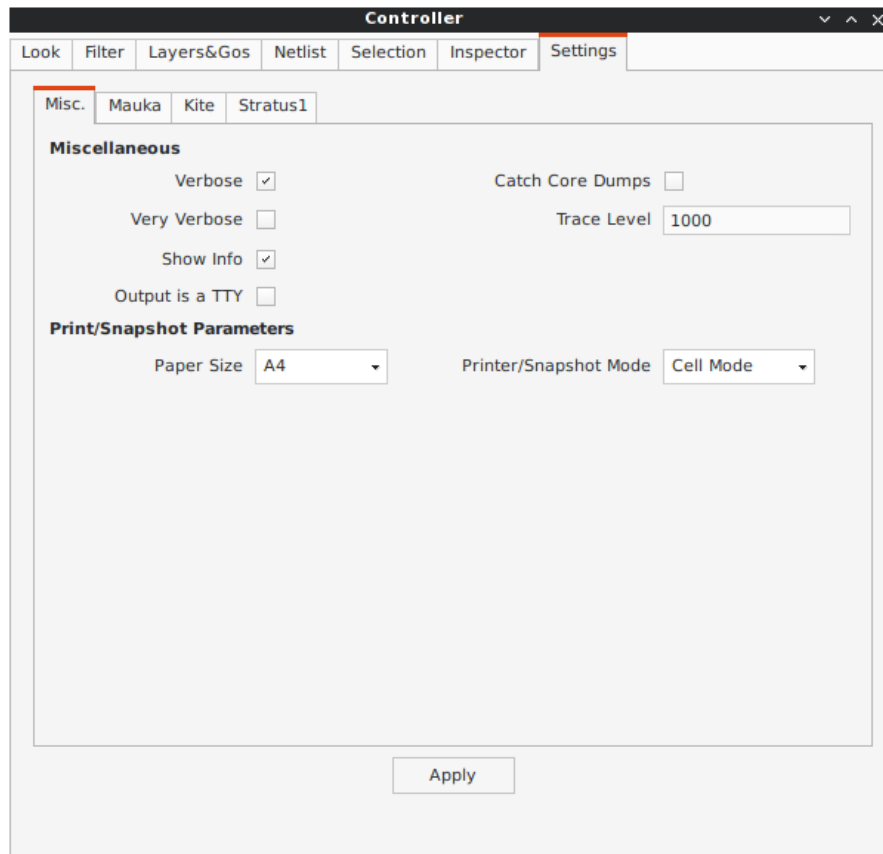 Controller
Look Filter Layers&Gos Netlist Selection Inspector Settings
Misc. Mauka Kite Stratus1
Miscellaneous
Verbose Catch Core Dumps
Very Verbose Trace Level 1000
Show Info
Output is a TTY
Print/Snapshot Parameters
Paper Size A4 Printer/Snapshot Mode Cell Mode
Apply